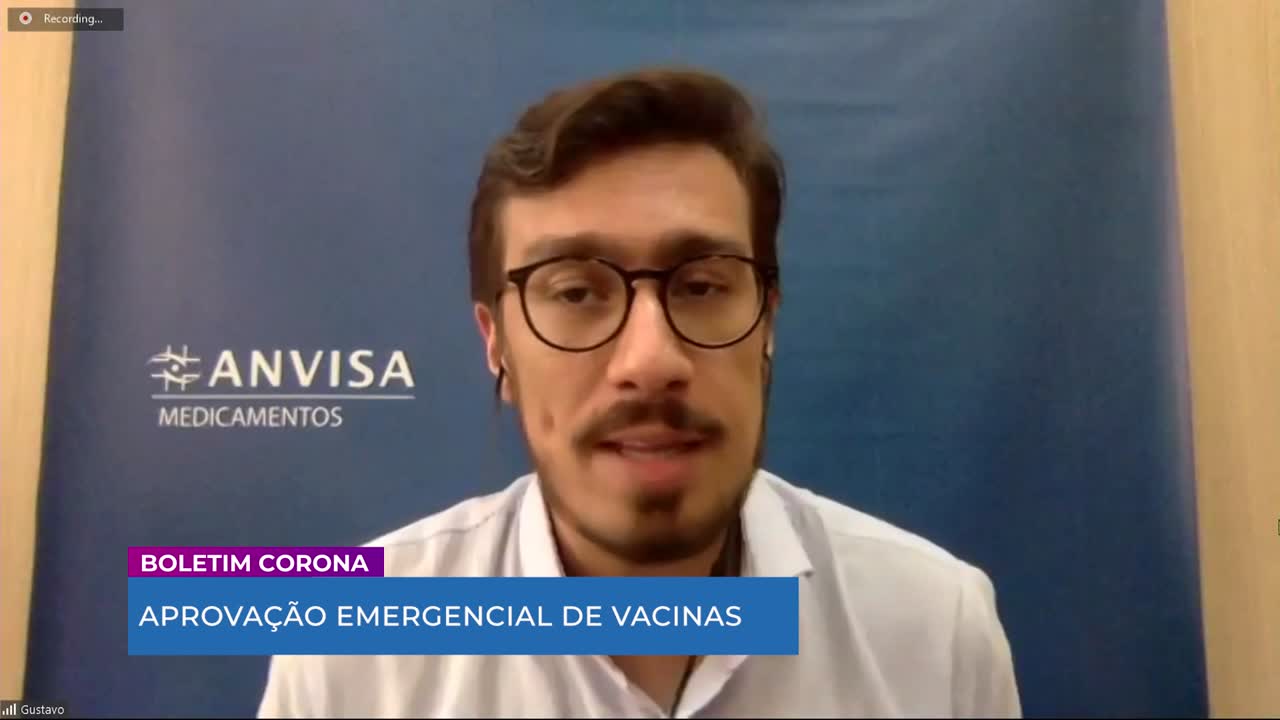 Recording...
ANVISA
MEDICAMENTOS
BOLETIM CORONA
APROVAÇÃO EMERGENCIAL DE VACINAS
Gustavo